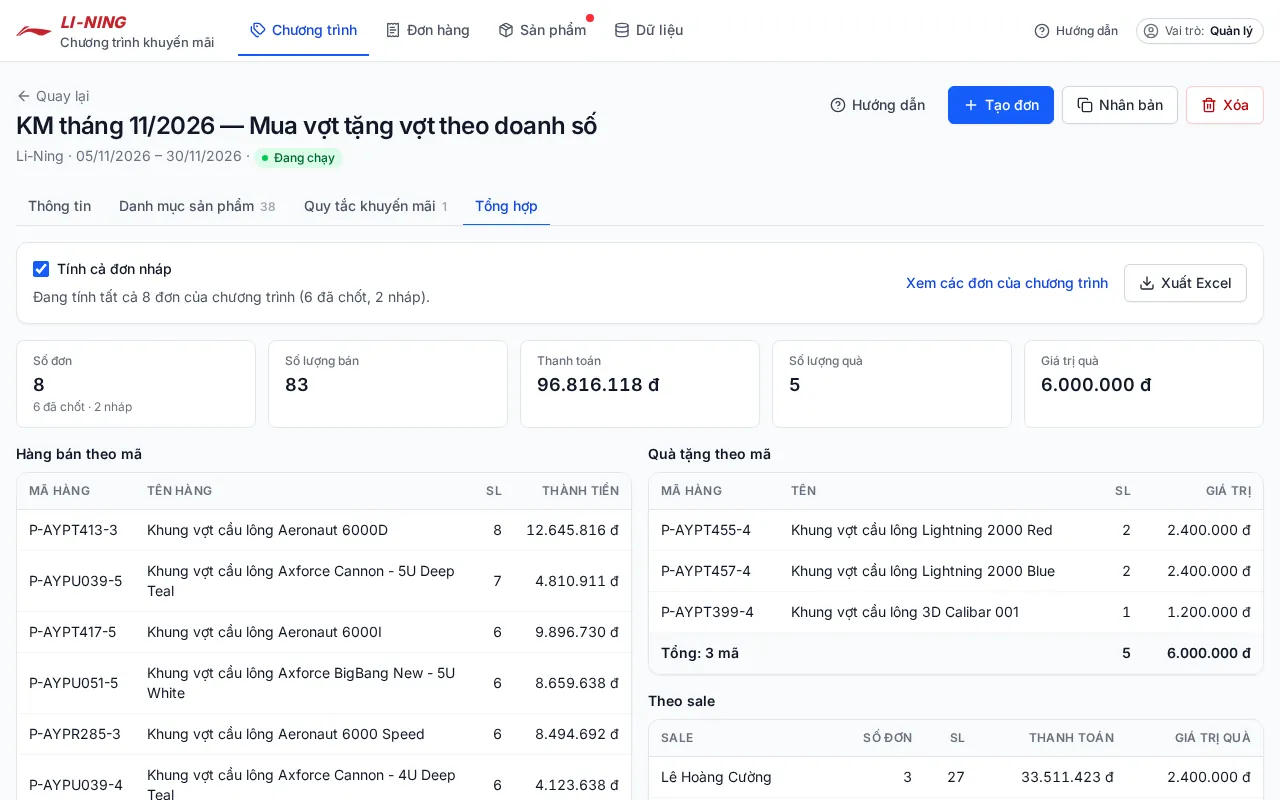 LI-NING
Chương trình khuyến mãi
Chương trình
Đơn hàng
Sản phẩm
Dữ liệu
Hướng dẫn
Vai trò: Quản lý
Quay lại
KM tháng 11/2026 — Mua vợt tặng vợt theo doanh số
Li-Ning · 05/11/2026 – 30/11/2026 · Đang chạy
Hướng dẫn
Tạo đơn
Nhân bản
Xóa
Thông tin
Danh mục sản phẩm 38
Quy tắc khuyến mãi 1
Tổng hợp
Tính cả đơn nháp
Đang tính tất cả 8 đơn của chương trình (6 đã chốt, 2 nháp).
Xem các đơn của chương trình
Xuất Excel
Số đơn
8
6 đã chốt · 2 nháp
Số lượng bán
83
Thanh toán
96.816.118 đ
Số lượng quà
5
Giá trị quà
6.000.000 đ
Hàng bán theo mã
MÃ HÀNG TÊN HÀNG SL THÀNH TIỀN
P-AYPT413-3 Khung vợt cầu lông Aeronaut 6000D 8 12.645.816 đ
P-AYPU039-5 Khung vợt cầu lông Axforce Cannon - 5U Deep
Teal 7 4.810.911 đ
P-AYPT417-5 Khung vợt cầu lông Aeronaut 6000I 6 9.896.730 đ
P-AYPU051-5 Khung vợt cầu lông Axforce BigBang New - 5U
White 6 8.659.638 đ
P-AYPR285-3 Khung vợt cầu lông Aeronaut 6000 Speed 6 8.494.692 đ
P-AYPU039-4 Khung vợt cầu lông Axforce Cannon - 4U Deep
Teal 6 4.123.638 đ
Quà tặng theo mã
MÃ HÀNG TÊN SL GIÁ TRỊ
P-AYPT455-4 Khung vợt cầu lông Lightning 2000 Red 2 2.400.000 đ
P-AYPT457-4 Khung vợt cầu lông Lightning 2000 Blue 2 2.400.000 đ
P-AYPT399-4 Khung vợt cầu lông 3D Calibar 001 1 1.200.000 đ
Tổng: 3 mã 5 6.000.000 đ
Theo sale
SALE SỐ ĐƠN SL THANH TOÁN GIÁ TRỊ QUÀ
Lê Hoàng Cường 3 27 33.511.423 đ 2.400.000 đ